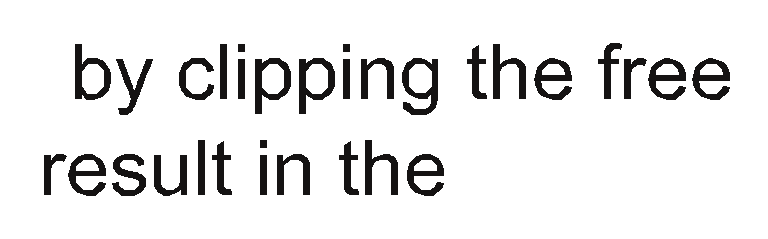 by clipping the free
result in the